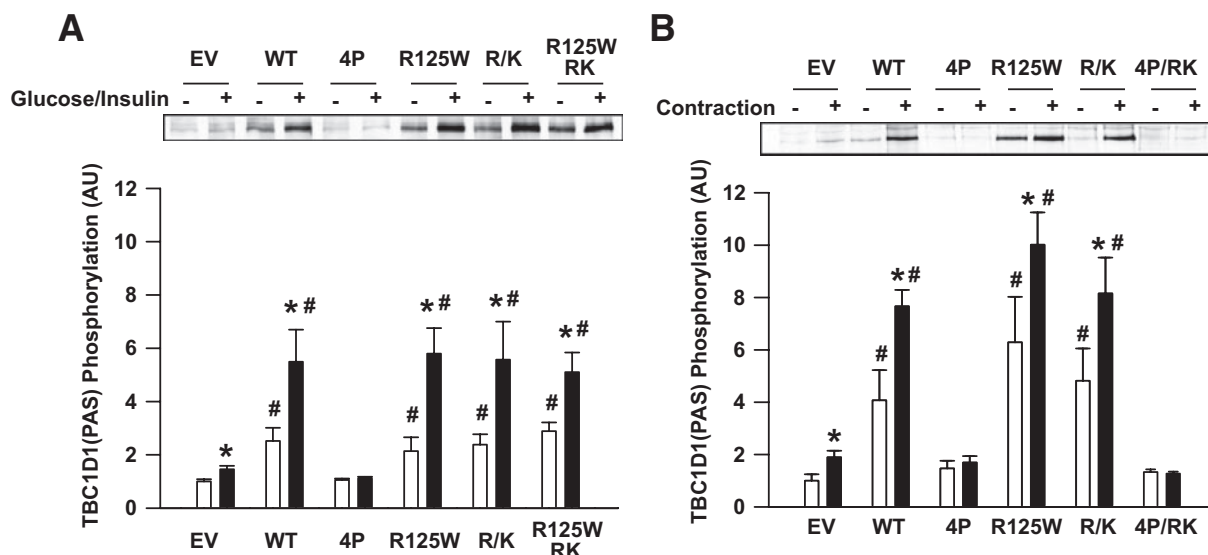 A
EV WT 4P R125W R/K R125W
RK
Glucose/Insulin - + - + - + - + - + - +
TBC1D1(PAS) Phosphorylation (AU)
12
10
8
6
4
2
0
* # * # * # * # * # # # # *
EV WT 4P R125W R/K R125W
RK
B
EV WT 4P R125W R/K 4P/RK
Contraction - + - + - + - + - + - +
TBC1D1(PAS) Phosphorylation (AU)
12
10
8
6
4
2
0
* # * # * # # # # *
EV WT 4P R125W R/K 4P/RK